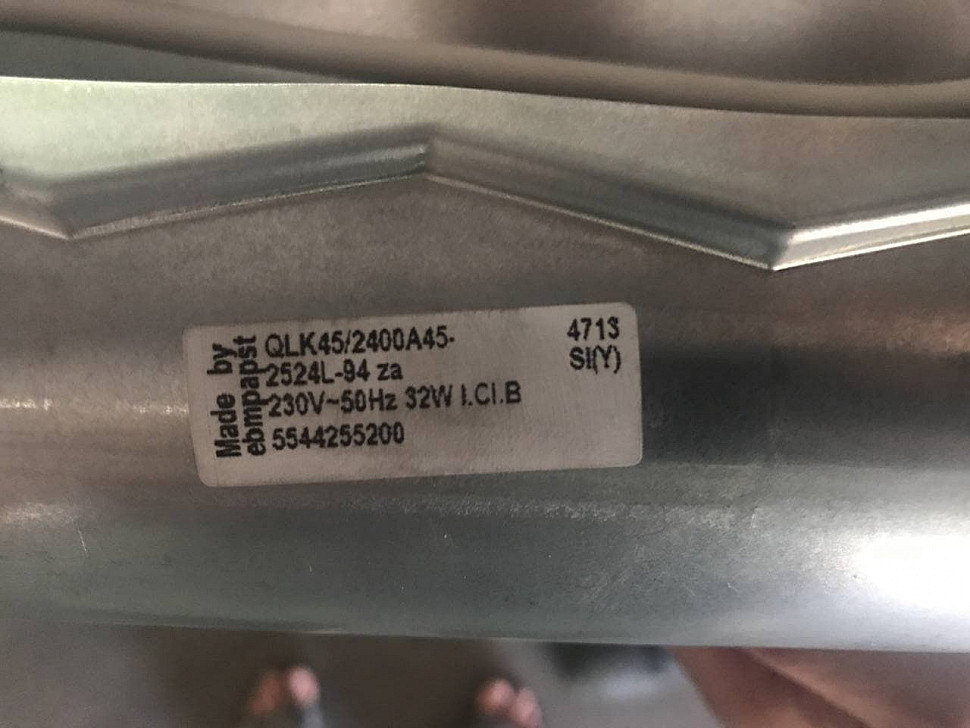 Made by
ebmpapst
QLK45/2400A45-
2524L-94 za
230V~50Hz 32W I.Cl.B
5544255200
4713
SI(Y)